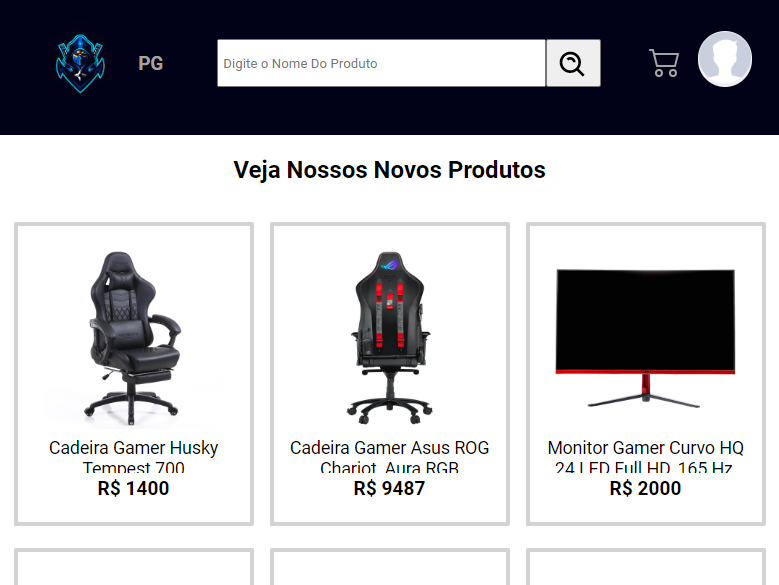 PG
Digite o Nome Do Produto
Veja Nossos Novos Produtos
Cadeira Gamer Husky
Tempest 700
R$ 1400
Cadeira Gamer Asus ROG
Chariot, Aura RGB
R$ 9487
Monitor Gamer Curvo HQ
24 LED Full HD, 165 Hz
R$ 2000